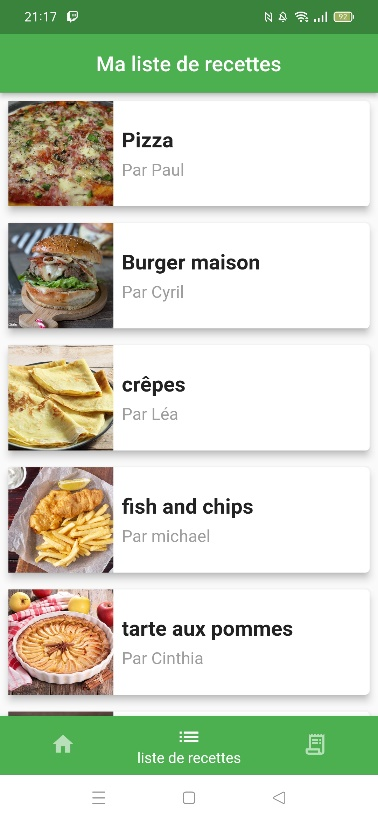 21:17
92
Ma liste de recettes
Pizza
Par Paul
Burger maison
Par Cyril
crêpes
Par Léa
fish and chips
Par michael
tarte aux pommes
Par Cinthia
liste de recettes